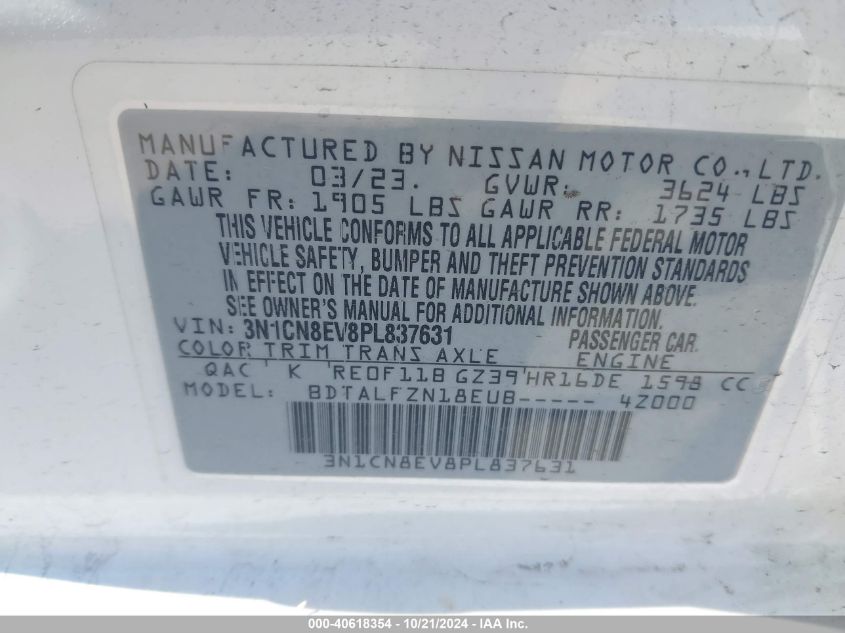 MANUFACTURED BY NISSAN MOTOR CO., LTD.
DATE: 03/23. GVWR: 3624 LBS
GAWR FR: 1905 LBS GAWR RR: 1735 LBS
THIS VEHICLE CONFORMS TO ALL APPLICABLE FEDERAL MOTOR
VEHICLE SAFETY, BUMPER AND THEFT PREVENTION STANDARDS
IN EFFECT ON THE DATE OF MANUFACTURE SHOWN ABOVE.
SEE OWNER'S MANUAL FOR ADDITIONAL INFORMATION.
VIN: 3N1CN8EV8PL837631 PASSENGER CAR
COLOR TRIM TRANS AXLE ENGINE
QAC K RE0F11B GZ39 HR16DE 1598 CC
MODEL: BDTALFZN18EUB----- 4Z000
3N1CN8EV8PL837631
000-40618354 - 10/21/2024 - IAA Inc.